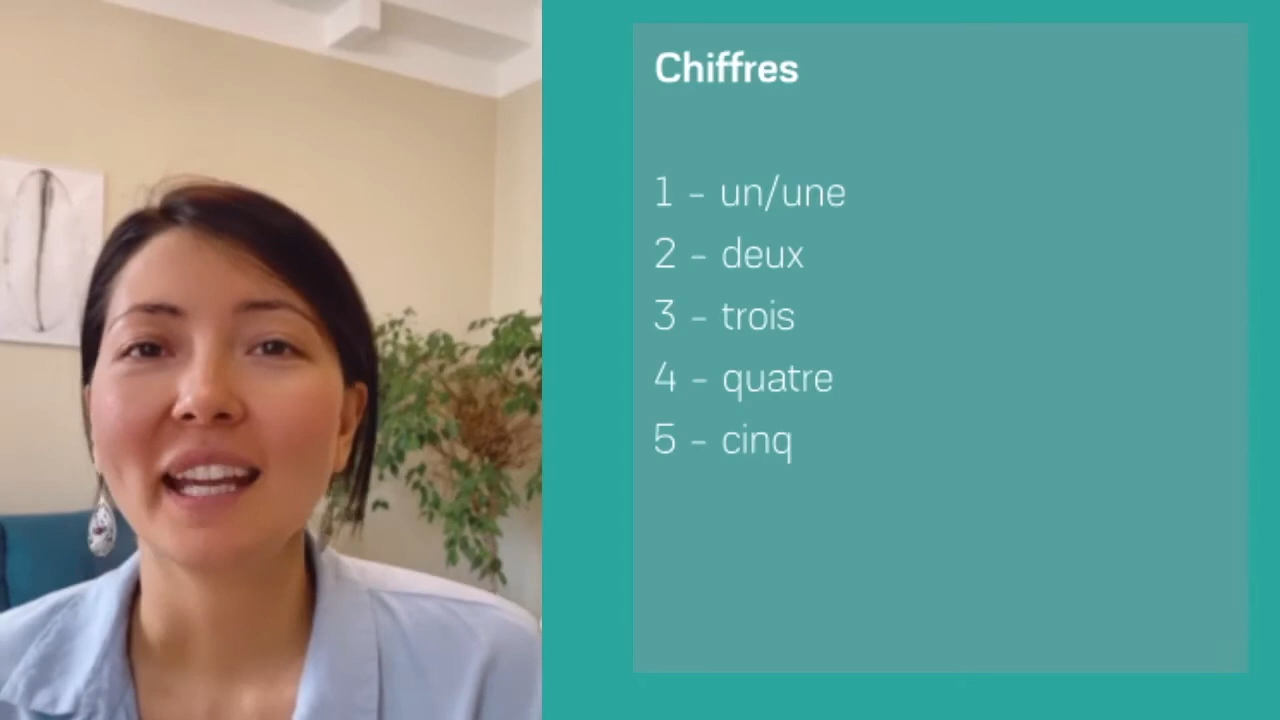 Chiffres
1 - un/une
2 - deux
3 - trois
4 - quatre
5 - cinq